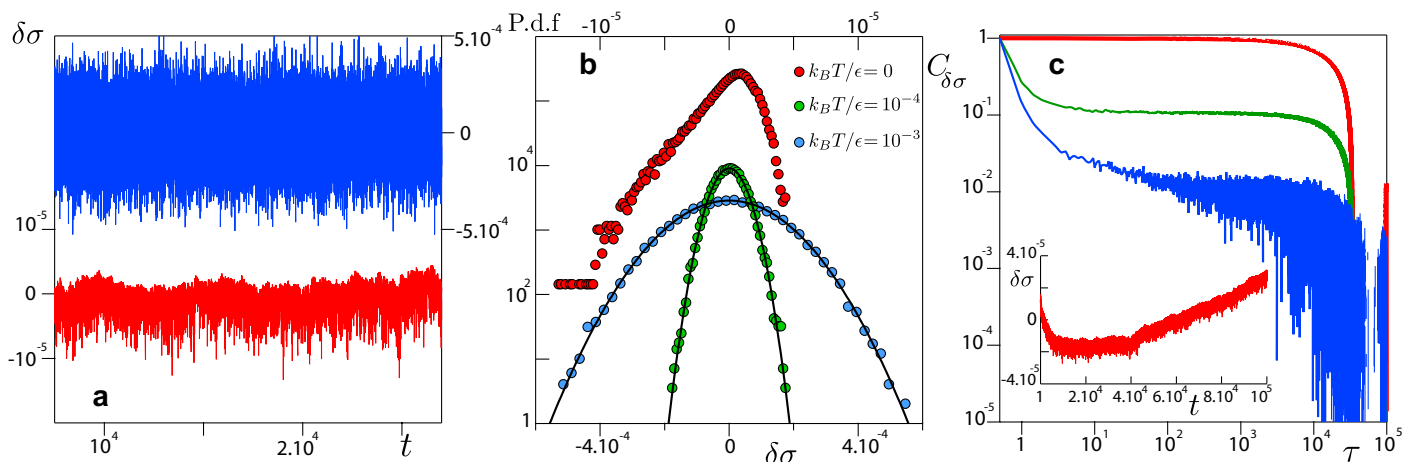 δσ
5.10⁻⁴
0
-5.10⁻⁴
10⁻⁵
0
-10⁻⁵
a
10⁴
2.10⁴
t
P.d.f
-10⁻⁵
0
10⁻⁵
b
k_BT/ϵ = 0
k_BT/ϵ = 10⁻⁴
k_BT/ϵ = 10⁻³
10⁴
10²
1
-4.10⁻⁴
0
4.10⁻⁴
δσ
C_δσ
c
1
10⁻¹
10⁻²
10⁻³
10⁻⁴
10⁻⁵
4.10⁻⁵
δσ
0
-4.10⁻⁵
1
2.10⁴
4.10⁴
6.10⁴
8.10⁴
10⁵
t
1
10¹
10²
10³
10⁴
10⁵
τ